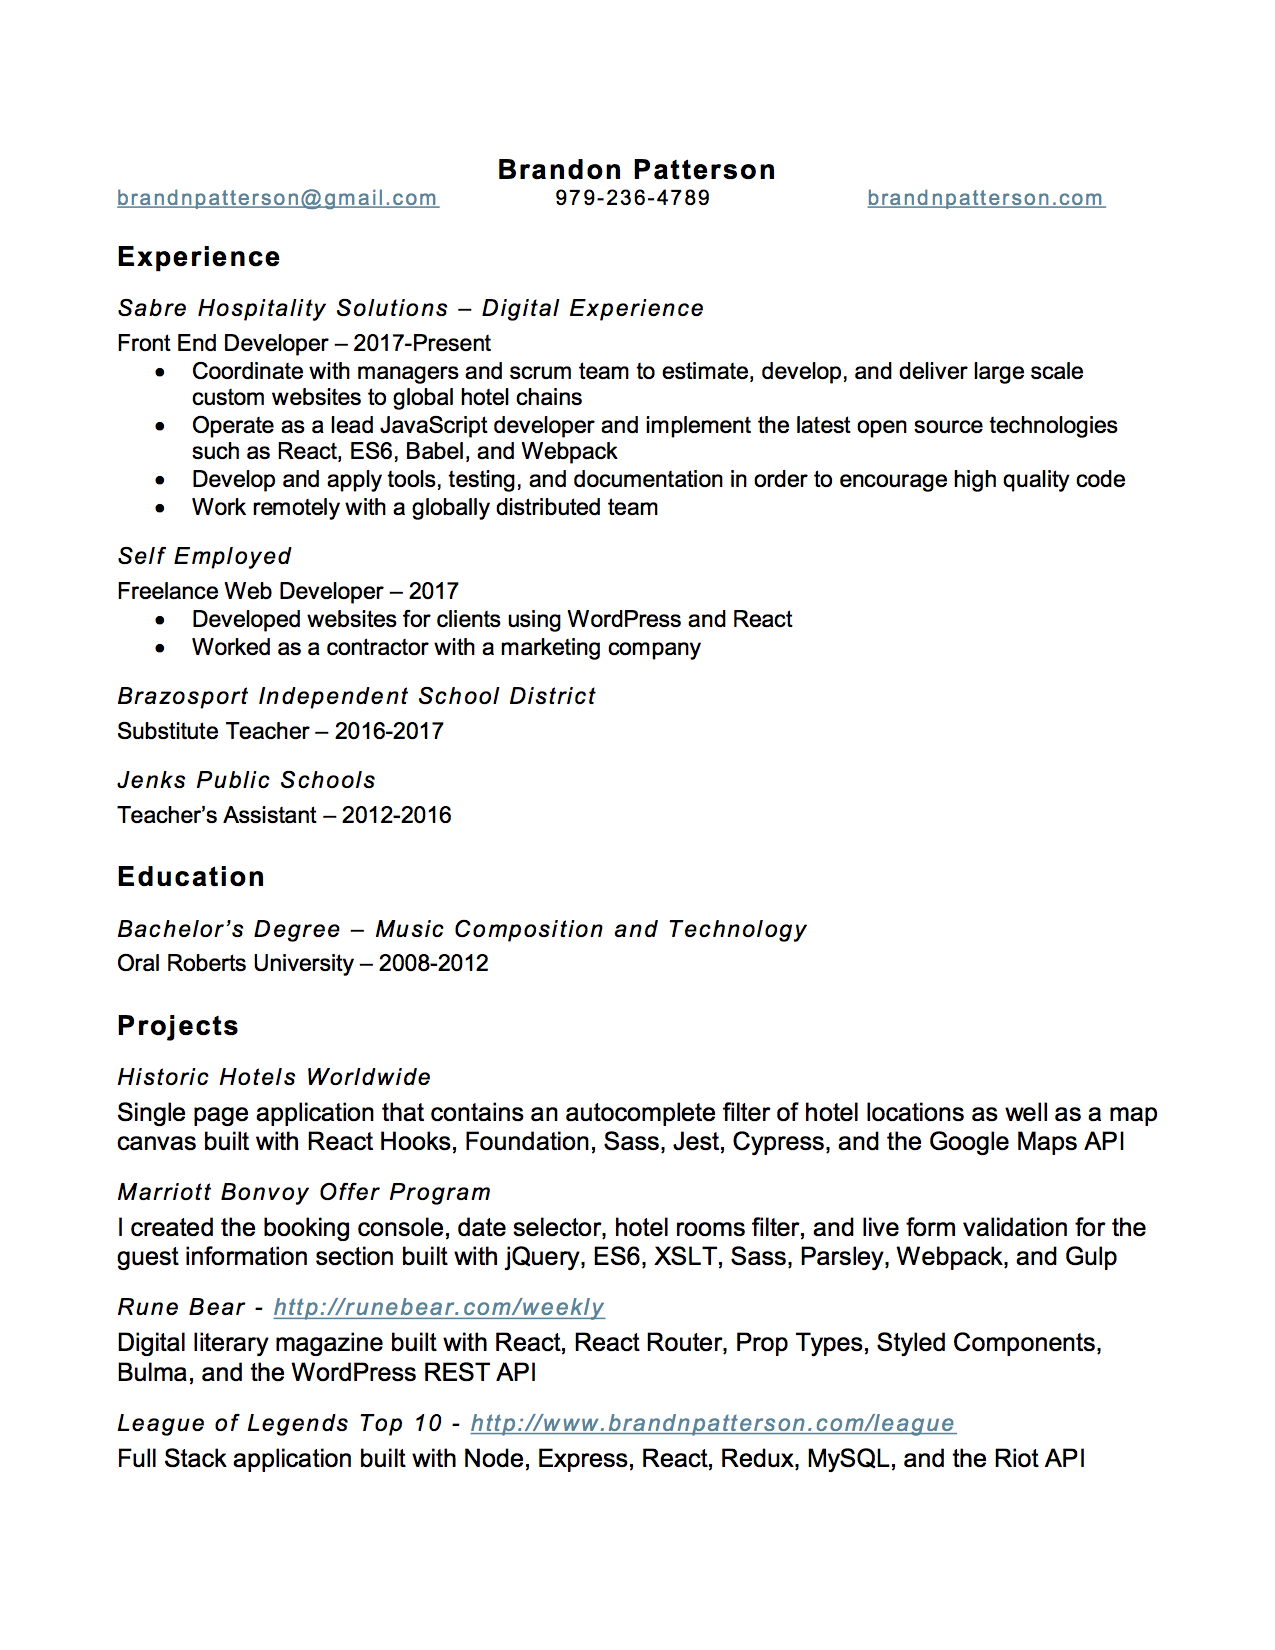 Brandon Patterson
brandnpatterson@gmail.com 979-236-4789 brandnpatterson.com
Experience
Sabre Hospitality Solutions – Digital Experience
Front End Developer – 2017-Present
• Coordinate with managers and scrum team to estimate, develop, and deliver large scale
custom websites to global hotel chains
• Operate as a lead JavaScript developer and implement the latest open source technologies
such as React, ES6, Babel, and Webpack
• Develop and apply tools, testing, and documentation in order to encourage high quality code
• Work remotely with a globally distributed team
Self Employed
Freelance Web Developer – 2017
• Developed websites for clients using WordPress and React
• Worked as a contractor with a marketing company
Brazosport Independent School District
Substitute Teacher – 2016-2017
Jenks Public Schools
Teacher’s Assistant – 2012-2016
Education
Bachelor’s Degree – Music Composition and Technology
Oral Roberts University – 2008-2012
Projects
Historic Hotels Worldwide
Single page application that contains an autocomplete filter of hotel locations as well as a map
canvas built with React Hooks, Foundation, Sass, Jest, Cypress, and the Google Maps API
Marriott Bonvoy Offer Program
I created the booking console, date selector, hotel rooms filter, and live form validation for the
guest information section built with jQuery, ES6, XSLT, Sass, Parsley, Webpack, and Gulp
Rune Bear - http://runebear.com/weekly
Digital literary magazine built with React, React Router, Prop Types, Styled Components,
Bulma, and the WordPress REST API
League of Legends Top 10 - http://www.brandnpatterson.com/league
Full Stack application built with Node, Express, React, Redux, MySQL, and the Riot API